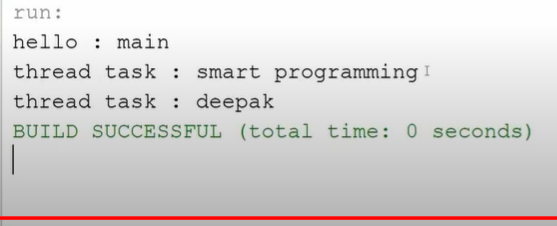 run:
hello : main
thread task : smart programming
thread task : deepak
BUILD SUCCESSFUL (total time: 0 seconds)